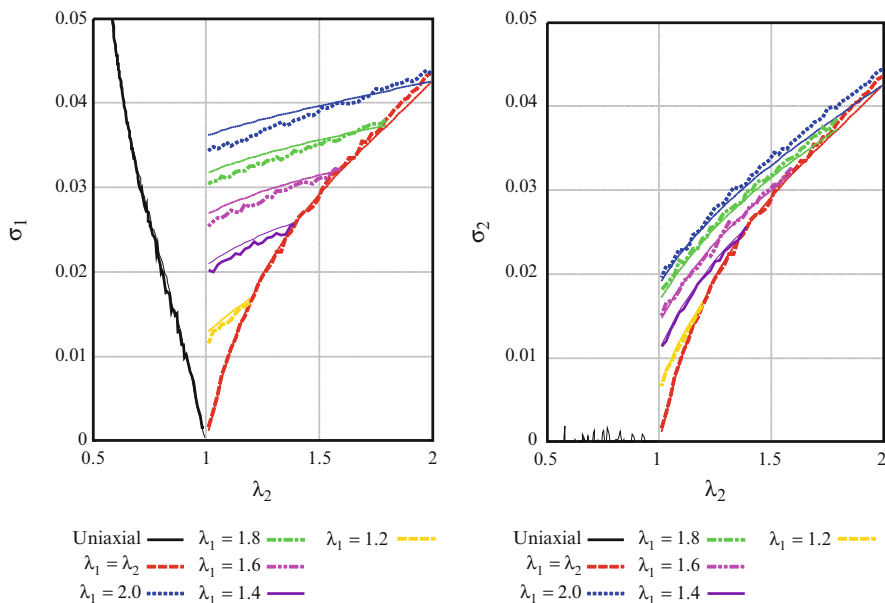 0.05
0.04
0.03
0.02
0.01
0
σ1
0.5
1
1.5
2
λ2
Uniaxial
λ1 = λ2
λ1 = 2.0
λ1 = 1.8
λ1 = 1.6
λ1 = 1.4
λ1 = 1.2
0.05
0.04
0.03
0.02
0.01
0
σ2
0.5
1
1.5
2
λ2
Uniaxial
λ1 = λ2
λ1 = 2.0
λ1 = 1.8
λ1 = 1.6
λ1 = 1.4
λ1 = 1.2